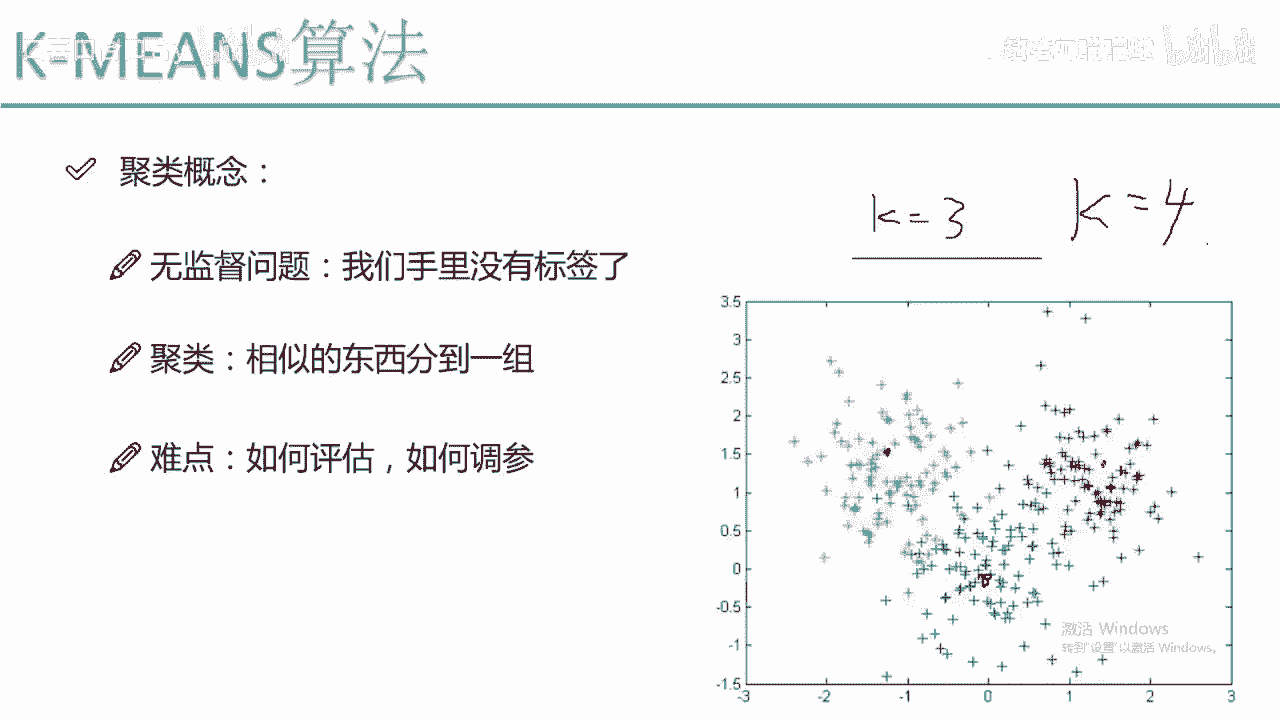 K-MEANS算法
聚类概念：
无监督问题：我们手里没有标签了
聚类：相似的东西分到一组
难点：如何评估，如何调参
k=3
K=4
3.5
3
2.5
2
1.5
1
0.5
0
-0.5
-1
-1.5
-3 -2 -1 0 1 2 3
激活 Windows
转到"设置"以激活 Windows。